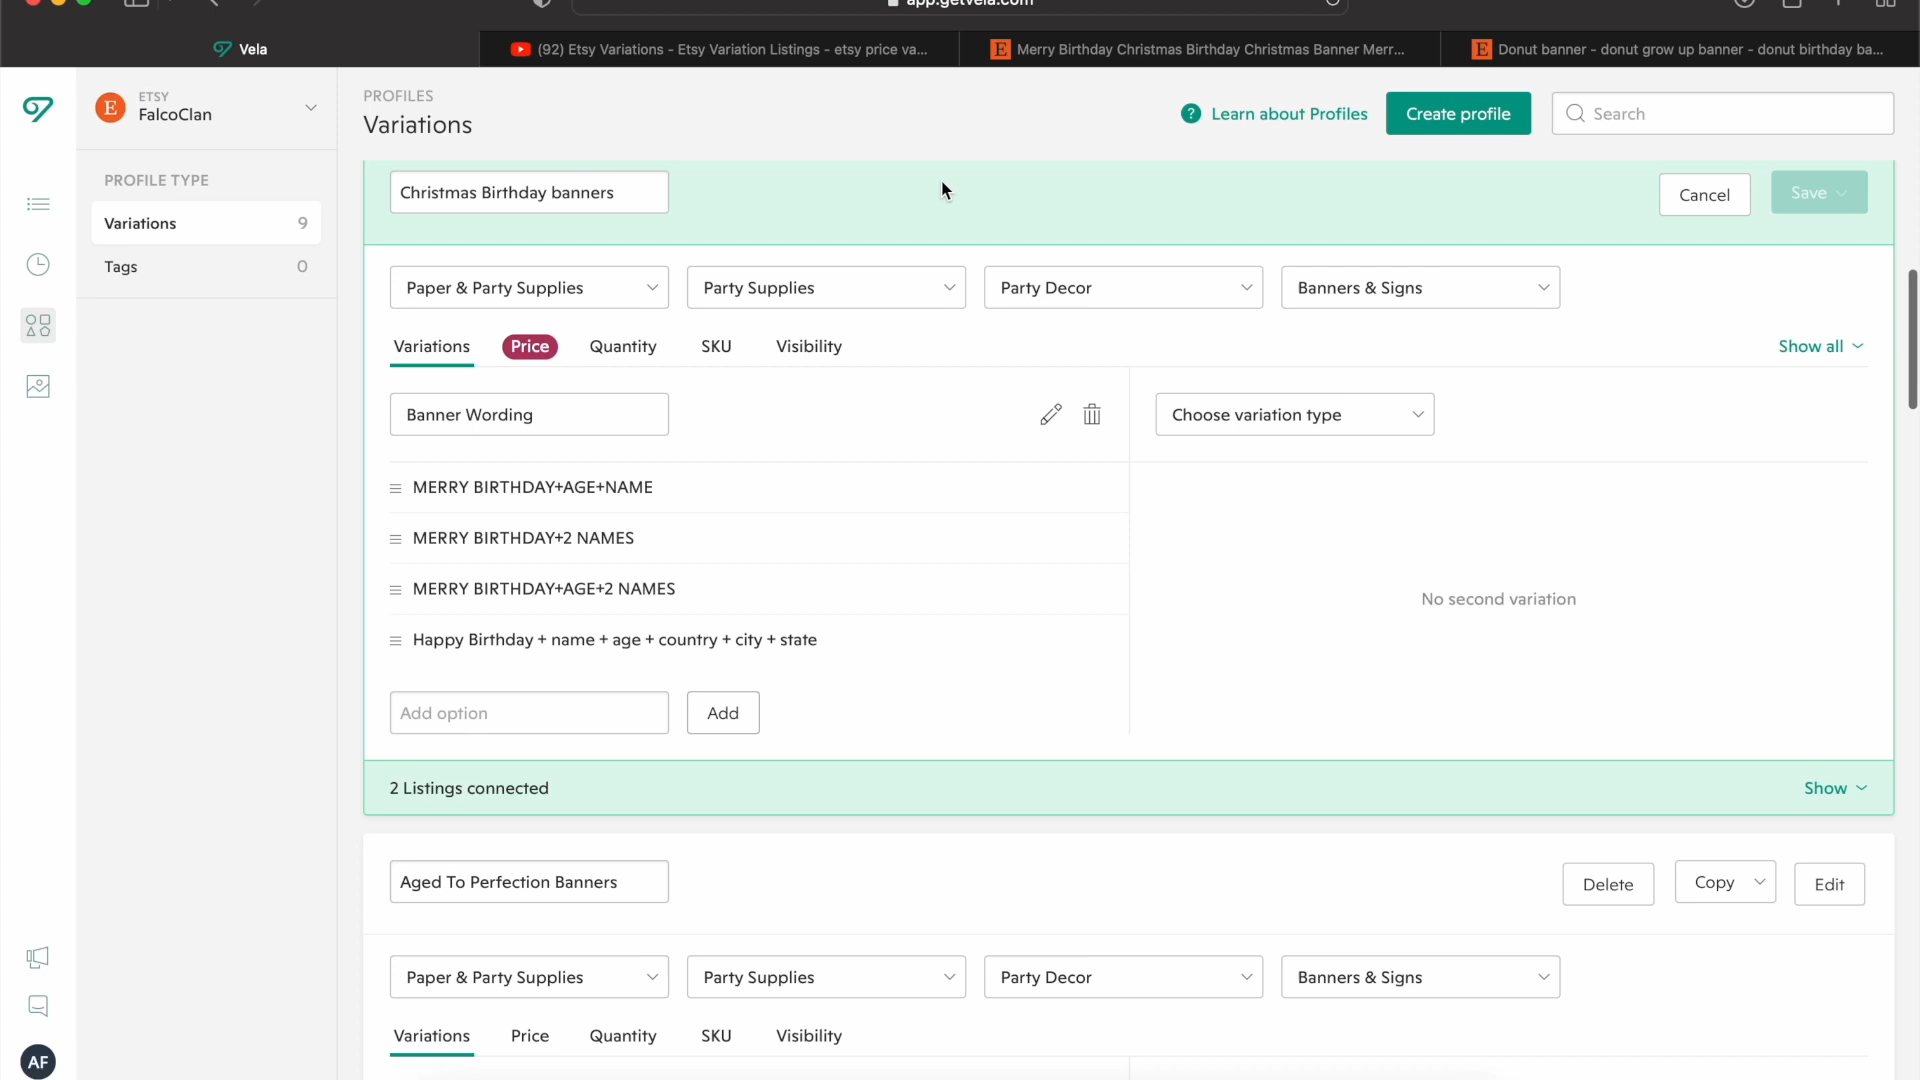 app.getvela.com
Vela
(92) Etsy Variations - Etsy Variation Listings - etsy price va...
Merry Birthday Christmas Birthday Christmas Banner Merr...
Donut banner - donut grow up banner - donut birthday ba...
E
ETSY
FalcoClan
PROFILES
Variations
? Learn about Profiles
Create profile
Search
PROFILE TYPE
Variations 9
Tags 0
Christmas Birthday banners
Cancel
Save
Paper & Party Supplies
Party Supplies
Party Decor
Banners & Signs
Variations
Price
Quantity
SKU
Visibility
Show all
Banner Wording
Choose variation type
MERRY BIRTHDAY+AGE+NAME
MERRY BIRTHDAY+2 NAMES
MERRY BIRTHDAY+AGE+2 NAMES
Happy Birthday + name + age + country + city + state
No second variation
Add option
Add
2 Listings connected
Show
Aged To Perfection Banners
Delete
Copy
Edit
Paper & Party Supplies
Party Supplies
Party Decor
Banners & Signs
Variations
Price
Quantity
SKU
Visibility
AF